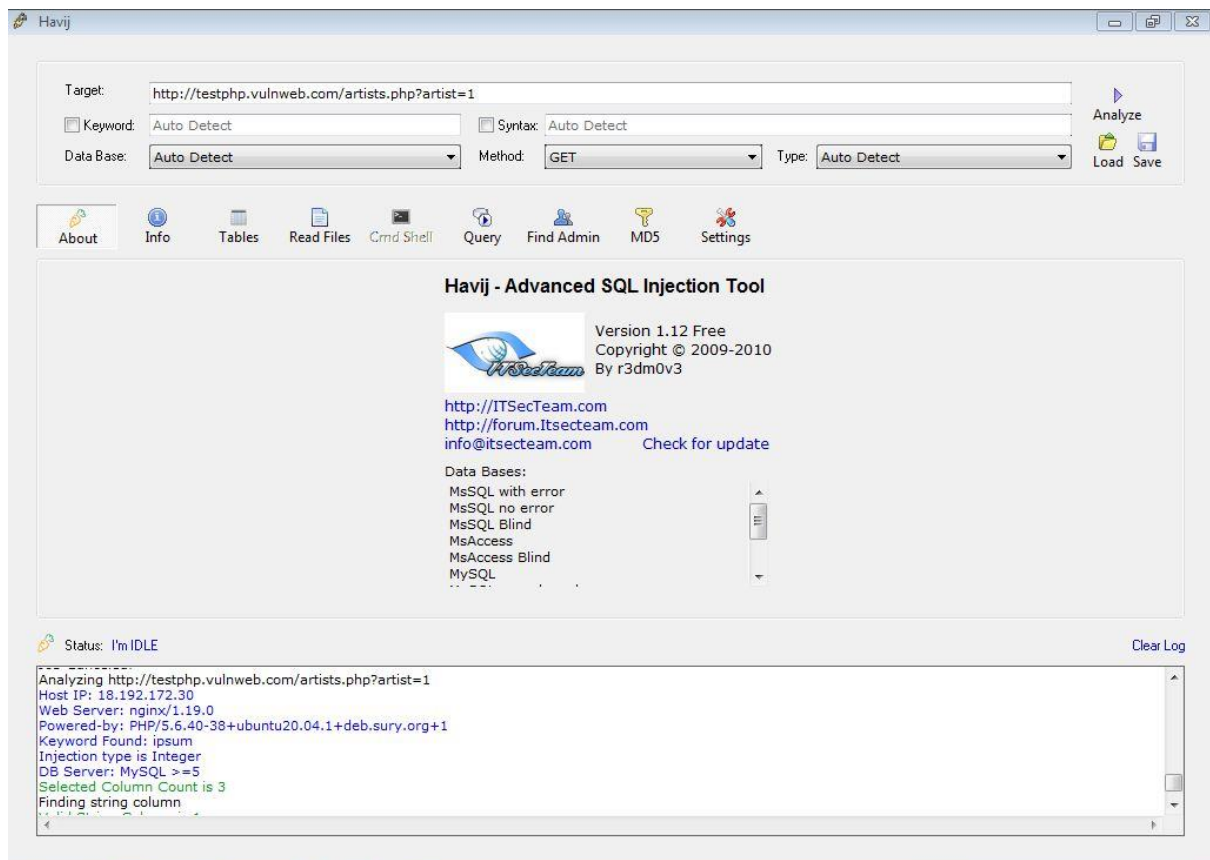 Havij
Target: http://testphp.vulnweb.com/artists.php?artist=1
Analyze
Keyword: Auto Detect Syntax: Auto Detect
Data Base: Auto Detect Method: GET Type: Auto Detect
Load Save
About Info Tables Read Files Cmd Shell Query Find Admin MD5 Settings
Havij - Advanced SQL Injection Tool
ITSecTeam
Version 1.12 Free
Copyright © 2009-2010
By r3dm0v3
http://ITSecTeam.com
http://forum.Itsecteam.com
info@itsecteam.com Check for update
Data Bases:
MsSQL with error
MsSQL no error
MsSQL Blind
MsAccess
MsAccess Blind
MySQL
Status: I'm IDLE
Clear Log
Analyzing http://testphp.vulnweb.com/artists.php?artist=1
Host IP: 18.192.172.30
Web Server: nginx/1.19.0
Powered-by: PHP/5.6.40-38+ubuntu20.04.1+deb.sury.org+1
Keyword Found: ipsum
Injection type is Integer
DB Server: MySQL >=5
Selected Column Count is 3
Finding string column